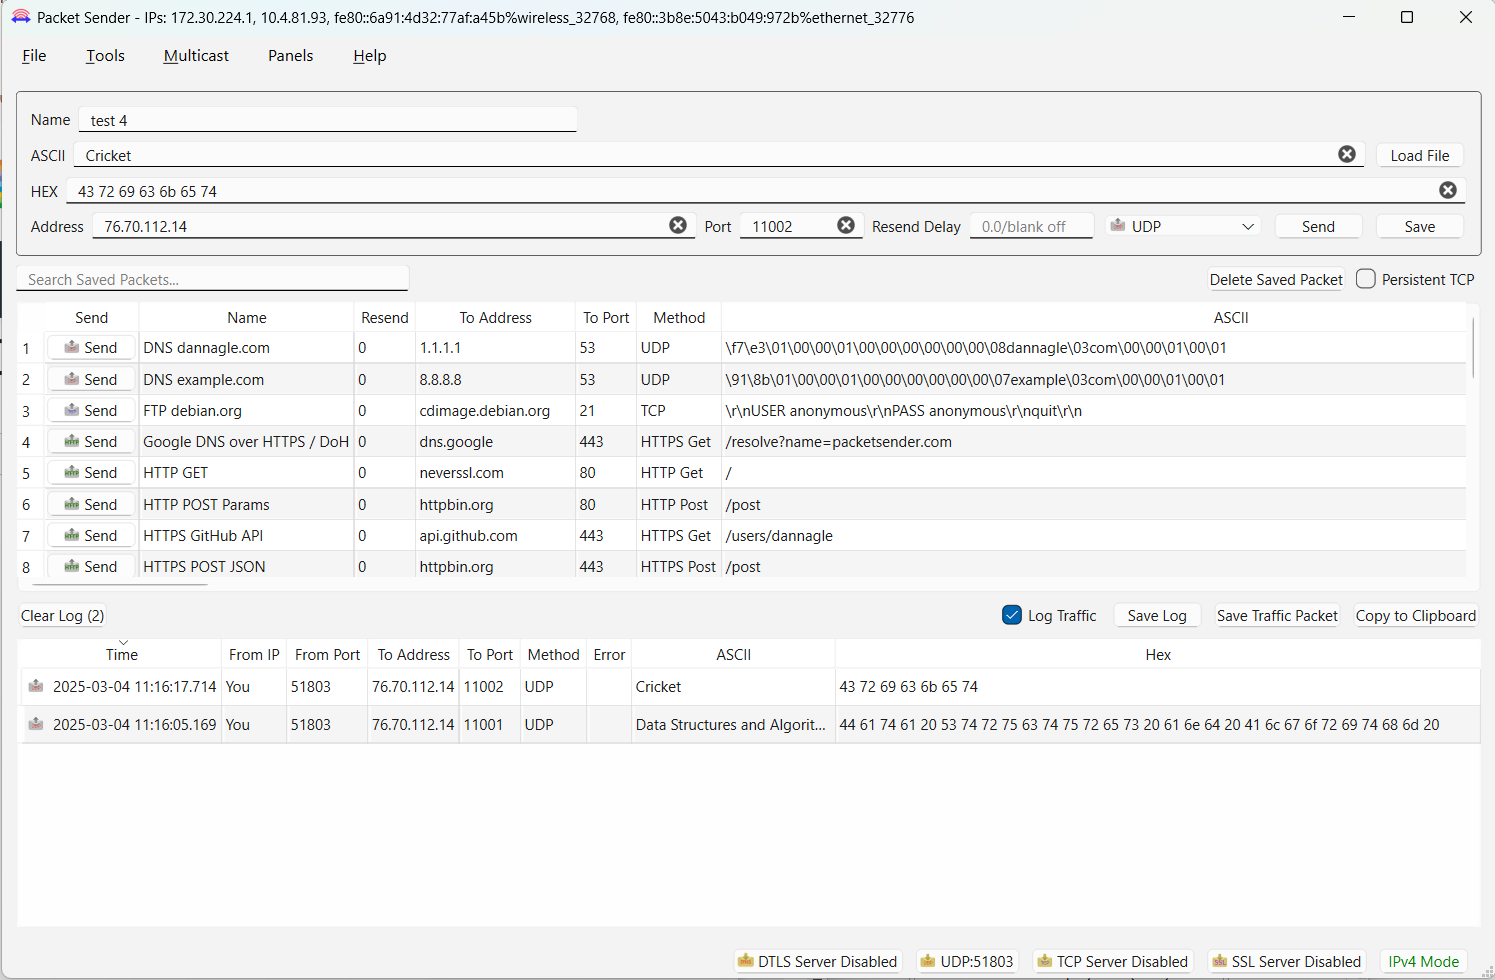 Packet Sender - IPs: 172.30.224.1, 10.4.81.93, fe80::6a91:4d32:77af:a45b%wireless_32768, fe80::3b8e:5043:b049:972b%ethernet_32776
File Tools Multicast Panels Help
Name test 4
ASCII Cricket Load File
HEX 43 72 69 63 6b 65 74
Address 76.70.112.14 Port 11002 Resend Delay 0.0/blank off UDP Send Save
Search Saved Packets... Delete Saved Packet Persistent TCP
Send Name Resend To Address To Port Method ASCII
1 Send DNS dannagle.com 0 1.1.1.1 53 UDP \f7\e3\01\00\00\01\00\00\00\00\00\00\08dannagle\03com\00\00\01\00\01
2 Send DNS example.com 0 8.8.8.8 53 UDP \91\8b\01\00\00\01\00\00\00\00\00\00\07example\03com\00\00\01\00\01
3 Send FTP debian.org 0 cdimage.debian.org 21 TCP \r\nUSER anonymous\r\nPASS anonymous\r\nquit\r\n
4 Send Google DNS over HTTPS / DoH 0 dns.google 443 HTTPS Get /resolve?name=packetsender.com
5 Send HTTP GET 0 neverssl.com 80 HTTP Get /
6 Send HTTP POST Params 0 httpbin.org 80 HTTP Post /post
7 Send HTTPS GitHub API 0 api.github.com 443 HTTPS Get /users/dannagle
8 Send HTTPS POST JSON 0 httpbin.org 443 HTTPS Post /post
Clear Log (2) Log Traffic Save Log Save Traffic Packet Copy to Clipboard
Time From IP From Port To Address To Port Method Error ASCII Hex
2025-03-04 11:16:17.714 You 51803 76.70.112.14 11002 UDP Cricket 43 72 69 63 6b 65 74
2025-03-04 11:16:05.169 You 51803 76.70.112.14 11001 UDP Data Structures and Algorit... 44 61 74 61 20 53 74 72 75 63 74 75 72 65 73 20 61 6e 64 20 41 6c 67 6f 72 69 74 68 6d 20
DTLS Server Disabled UDP:51803 TCP Server Disabled SSL Server Disabled IPv4 Mode